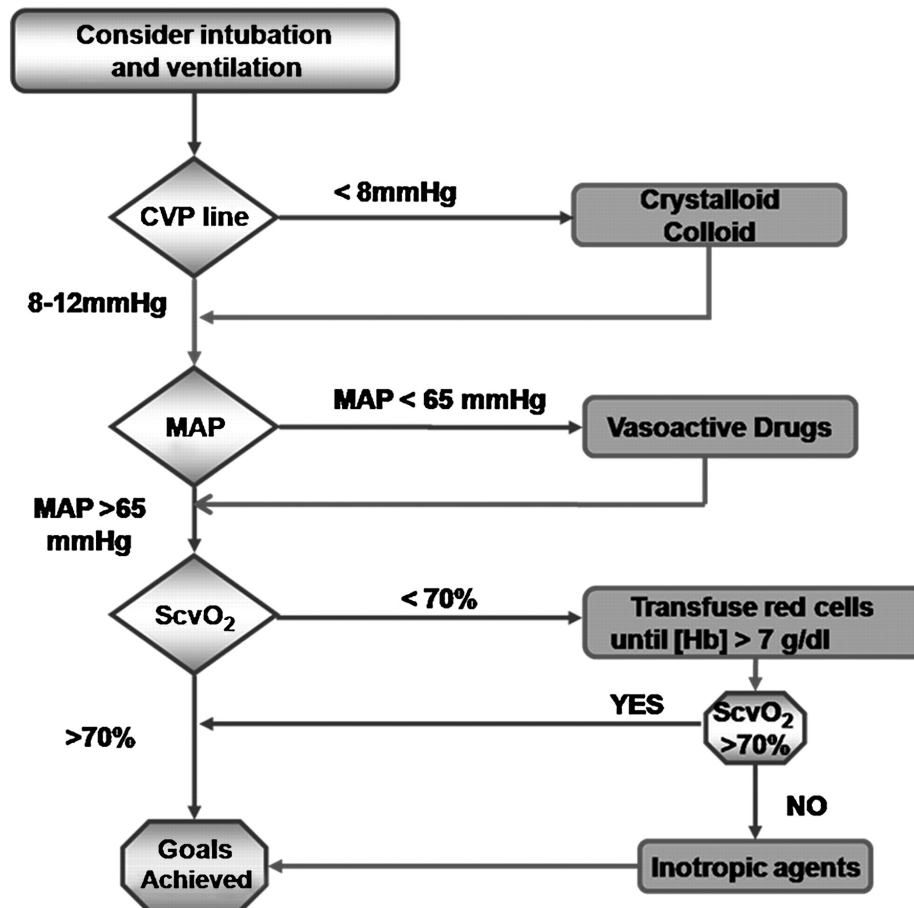 Consider intubation
and ventilation
CVP line
< 8mmHg
Crystalloid
Colloid
8-12mmHg
MAP
MAP < 65 mmHg
Vasoactive Drugs
MAP >65
mmHg
ScvO₂
< 70%
Transfuse red cells
until [Hb] > 7 g/dl
>70%
YES
ScvO₂
>70%
NO
Goals
Achieved
Inotropic agents